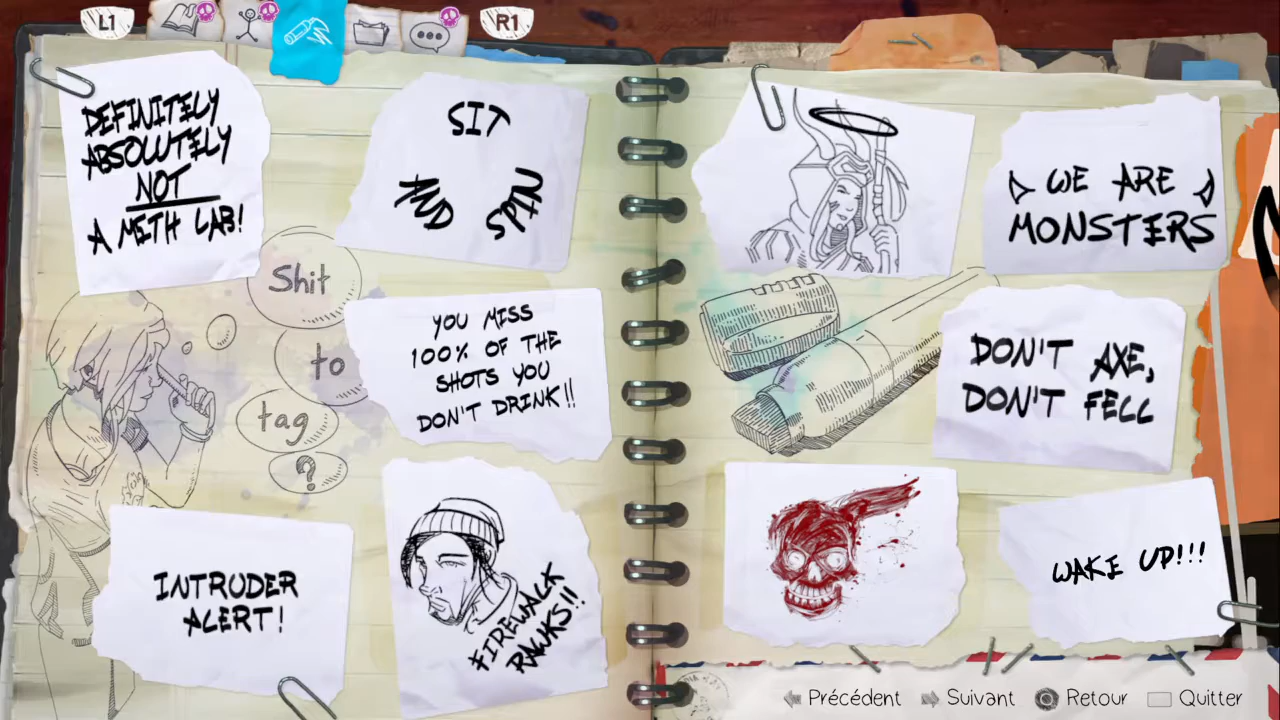 L1
R1
DEFINITELY
ABSOLUTELY
NOT
A METH LAB!
SIT
AND SPIN
Shit
to
tag
?
YOU MISS
100% OF THE
SHOTS YOU
DON'T DRINK!!
INTRUDER
ALERT!
FIREWALK
RAWKS!!
WE ARE
MONSTERS
DON'T AXE,
DON'T FELL
WAKE UP!!!
Précédent Suivant Retour Quitter